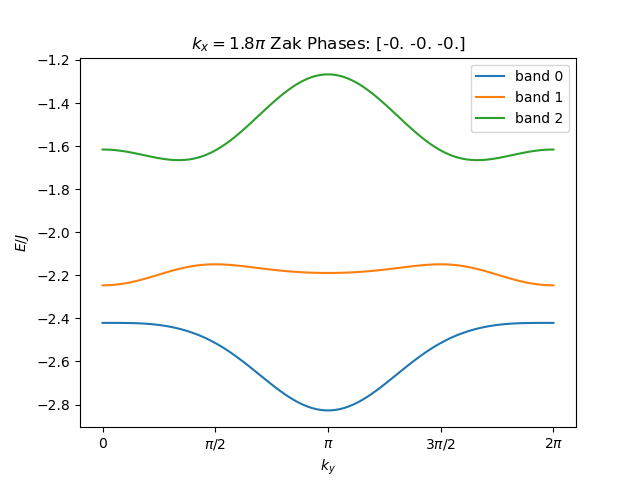 $k_x = 1.8\pi$ Zak Phases: [-0. -0. -0.]
band 0
band 1
band 2
−1.2
−1.4
−1.6
−1.8
−2.0
−2.2
−2.4
−2.6
−2.8
E/J
0
π/2
π
3π/2
2π
$k_y$